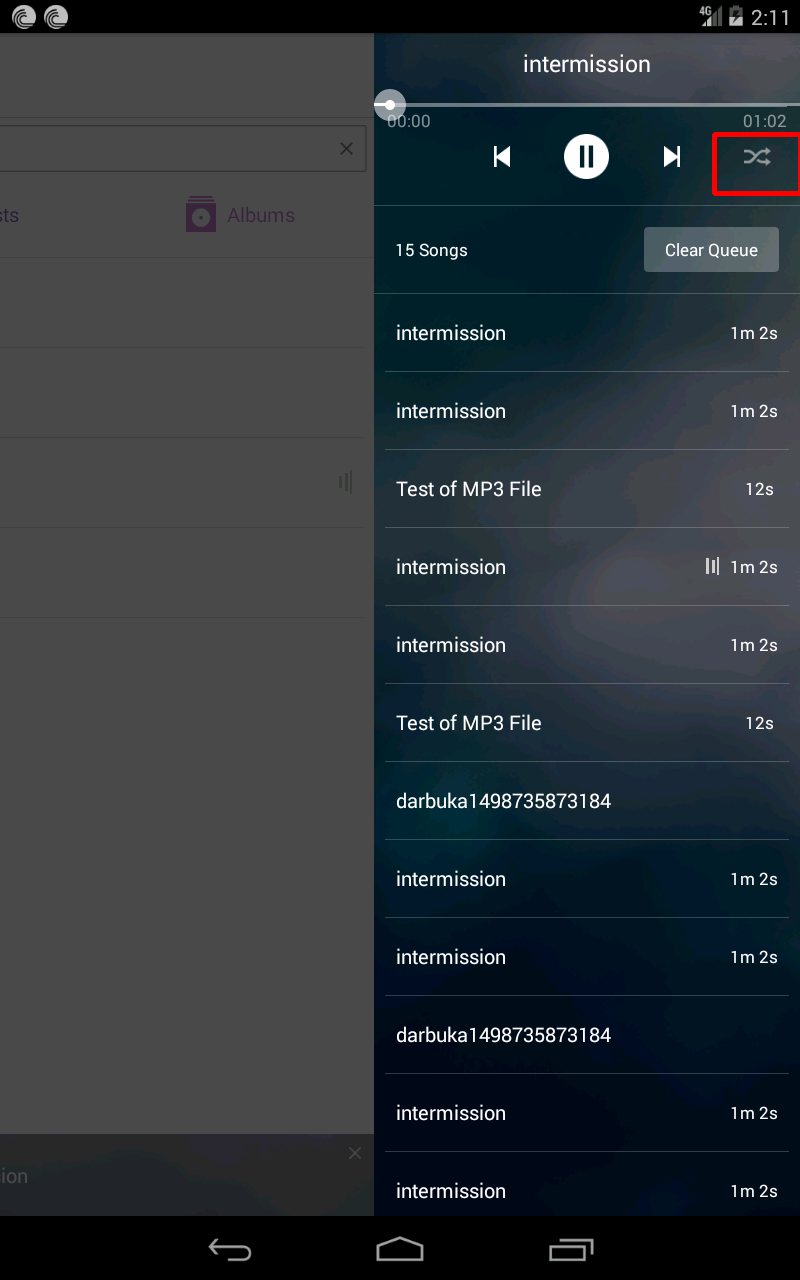 4G 2:11
intermission
00:00 01:02
sts
Albums
15 Songs Clear Queue
intermission 1m 2s
intermission 1m 2s
Test of MP3 File 12s
intermission 1m 2s
intermission 1m 2s
Test of MP3 File 12s
darbuka1498735873184
intermission 1m 2s
intermission 1m 2s
darbuka1498735873184
intermission 1m 2s
intermission 1m 2s
sion